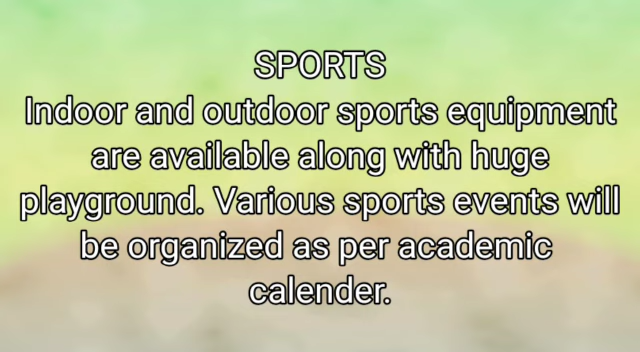 SPORTS
Indoor and outdoor sports equipment
are available along with huge
playground. Various sports events will
be organized as per academic
calender.